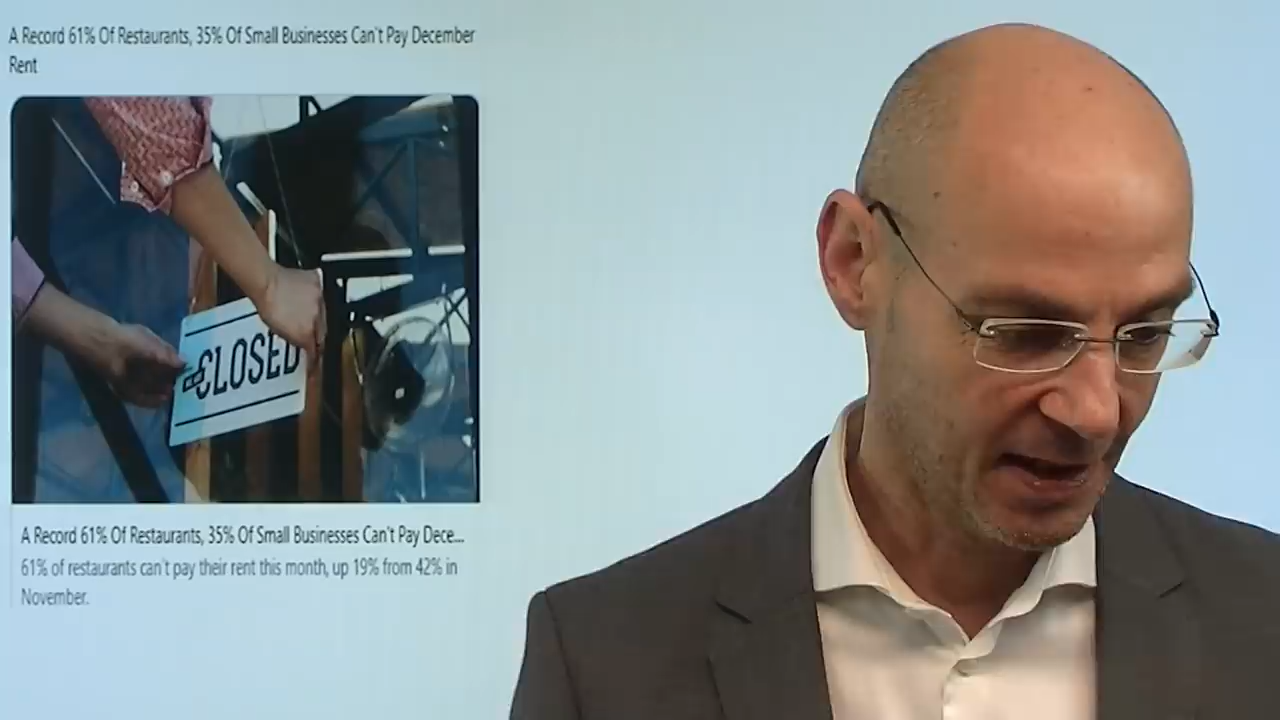 A Record 61% Of Restaurants, 35% Of Small Businesses Can't Pay December
Rent
CLOSED
A Record 61% Of Restaurants, 35% Of Small Businesses Can't Pay Dece...
61% of restaurants can't pay their rent this month, up 19% from 42% in
November.